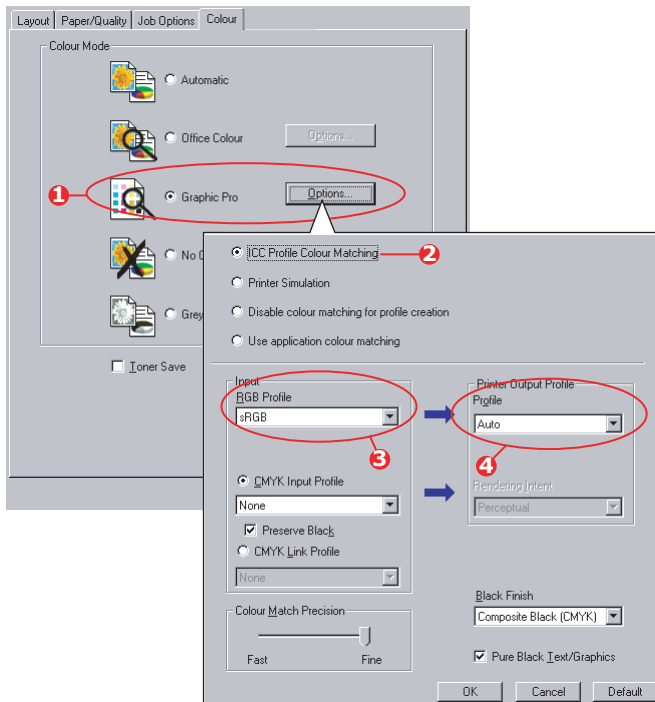 Layout Paper/Quality Job Options Colour
Colour Mode
Automatic
Office Colour Options...
1 Graphic Pro Options...
No C
Grey
Toner Save
ICC Profile Colour Matching 2
Printer Simulation
Disable colour matching for profile creation
Use application colour matching
Input
RGB Profile
sRGB
3
CMYK Input Profile
None
Preserve Black
CMYK Link Profile
None
Colour Match Precision
Fast Fine
Printer Output Profile
Profile
Auto
4
Rendering Intent
Perceptual
Black Finish
Composite Black (CMYK)
Pure Black Text/Graphics
OK Cancel Default